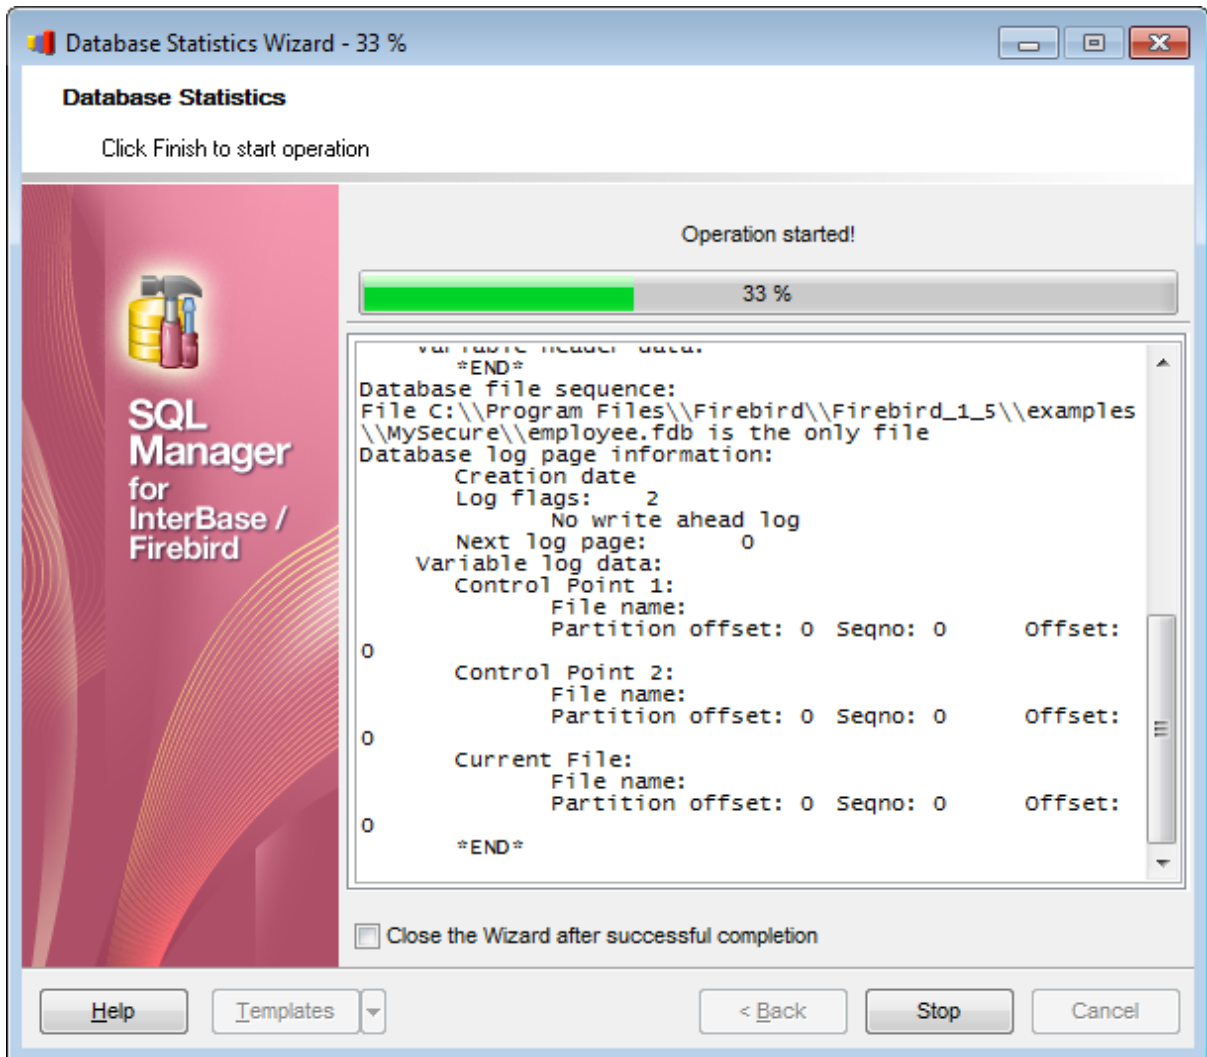 Database Statistics Wizard - 33 %
Database Statistics
Click Finish to start operation
SQL
Manager
for
InterBase /
Firebird
Operation started!
33 %
Variable header data:
*END*
Database file sequence:
File C:\\Program Files\\Firebird\\Firebird_1_5\\examples
\\MySecure\\employee.fdb is the only file
Database log page information:
Creation date
Log flags: 2
No write ahead log
Next log page: 0
Variable log data:
Control Point 1:
File name:
Partition offset: 0 Seqno: 0 Offset:
0
Control Point 2:
File name:
Partition offset: 0 Seqno: 0 Offset:
0
Current File:
File name:
Partition offset: 0 Seqno: 0 Offset:
0
*END*
Close the Wizard after successful completion
Help Templates < Back Stop Cancel